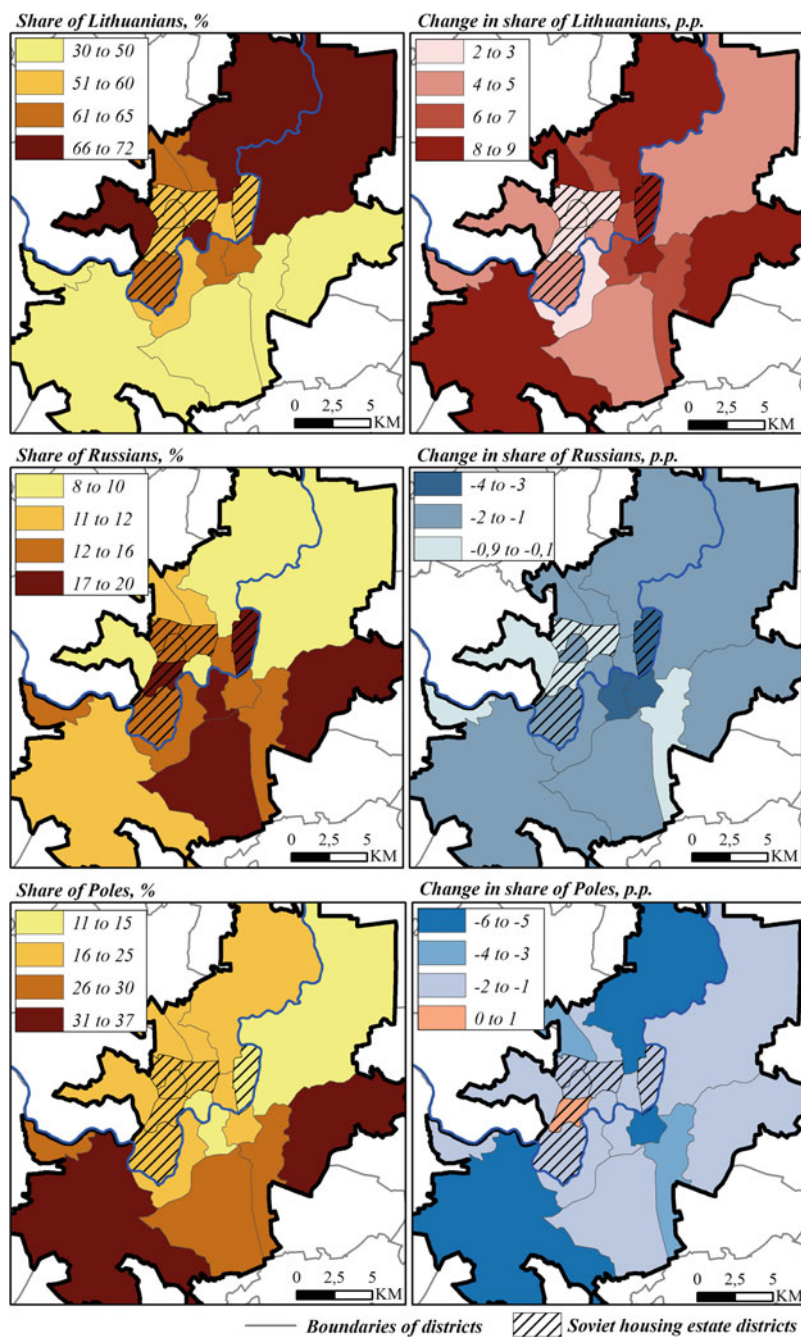 Share of Lithuanians, %
30 to 50
51 to 60
61 to 65
66 to 72
0 2,5 5
KM
Change in share of Lithuanians, p.p.
2 to 3
4 to 5
6 to 7
8 to 9
0 2,5 5
KM
Share of Russians, %
8 to 10
11 to 12
12 to 16
17 to 20
0 2,5 5
KM
Change in share of Russians, p.p.
-4 to -3
-2 to -1
-0,9 to -0,1
0 2,5 5
KM
Share of Poles, %
11 to 15
16 to 25
26 to 30
31 to 37
0 2,5 5
KM
Change in share of Poles, p.p.
-6 to -5
-4 to -3
-2 to -1
0 to 1
0 2,5 5
KM
Boundaries of districts Soviet housing estate districts